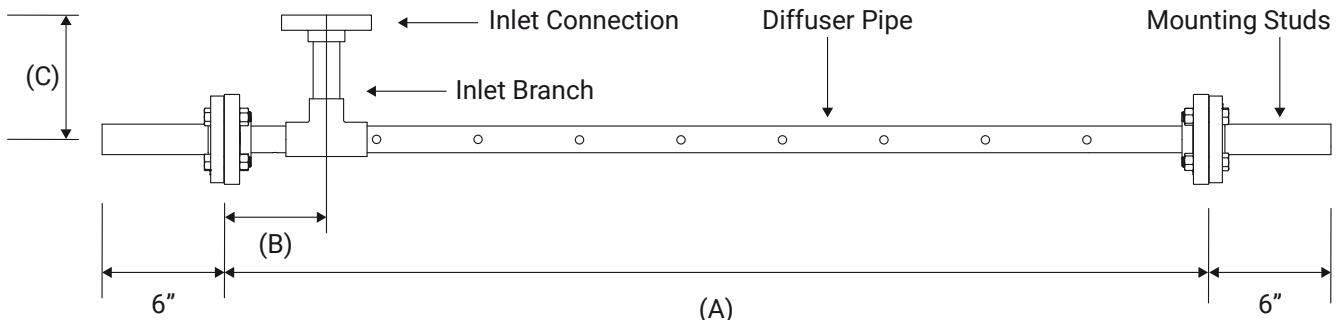 Inlet Connection
Diffuser Pipe
Mounting Studs
(C)
Inlet Branch
(B)
6”
(A)
6”